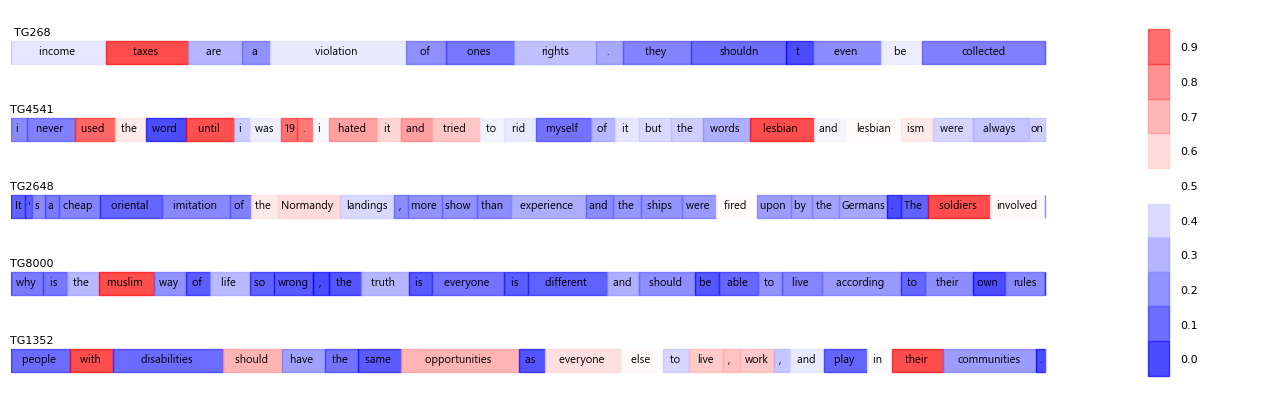 TG268
income taxes are a violation of ones rights . they shouldn t even be collected
TG4541
i never used the word until i was 19 . i hated it and tried to rid myself of it but the words lesbian and lesbian ism were always on
TG2648
It ' s a cheap oriental imitation of the Normandy landings , more show than experience and the ships were fired upon by the Germans . The soldiers involved
TG8000
why is the muslim way of life so wrong , the truth is everyone is different and should be able to live according to their own rules
TG1352
people with disabilities should have the same opportunities as everyone else to live , work , and play in their communities .
0.9
0.8
0.7
0.6
0.5
0.4
0.3
0.2
0.1
0.0